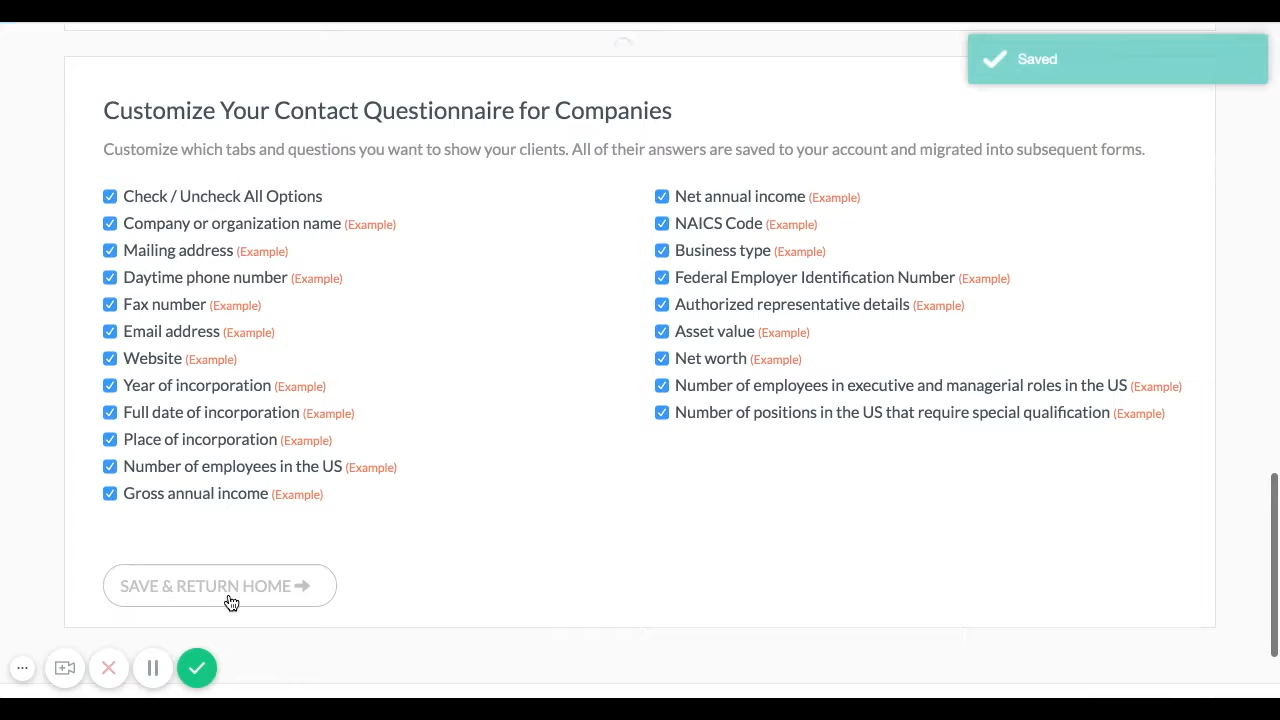 Saved
Customize Your Contact Questionnaire for Companies
Customize which tabs and questions you want to show your clients. All of their answers are saved to your account and migrated into subsequent forms.
Check / Uncheck All Options
Company or organization name (Example)
Mailing address (Example)
Daytime phone number (Example)
Fax number (Example)
Email address (Example)
Website (Example)
Year of incorporation (Example)
Full date of incorporation (Example)
Place of incorporation (Example)
Number of employees in the US (Example)
Gross annual income (Example)
Net annual income (Example)
NAICS Code (Example)
Business type (Example)
Federal Employer Identification Number (Example)
Authorized representative details (Example)
Asset value (Example)
Net worth (Example)
Number of employees in executive and managerial roles in the US (Example)
Number of positions in the US that require special qualification (Example)
SAVE & RETURN HOME